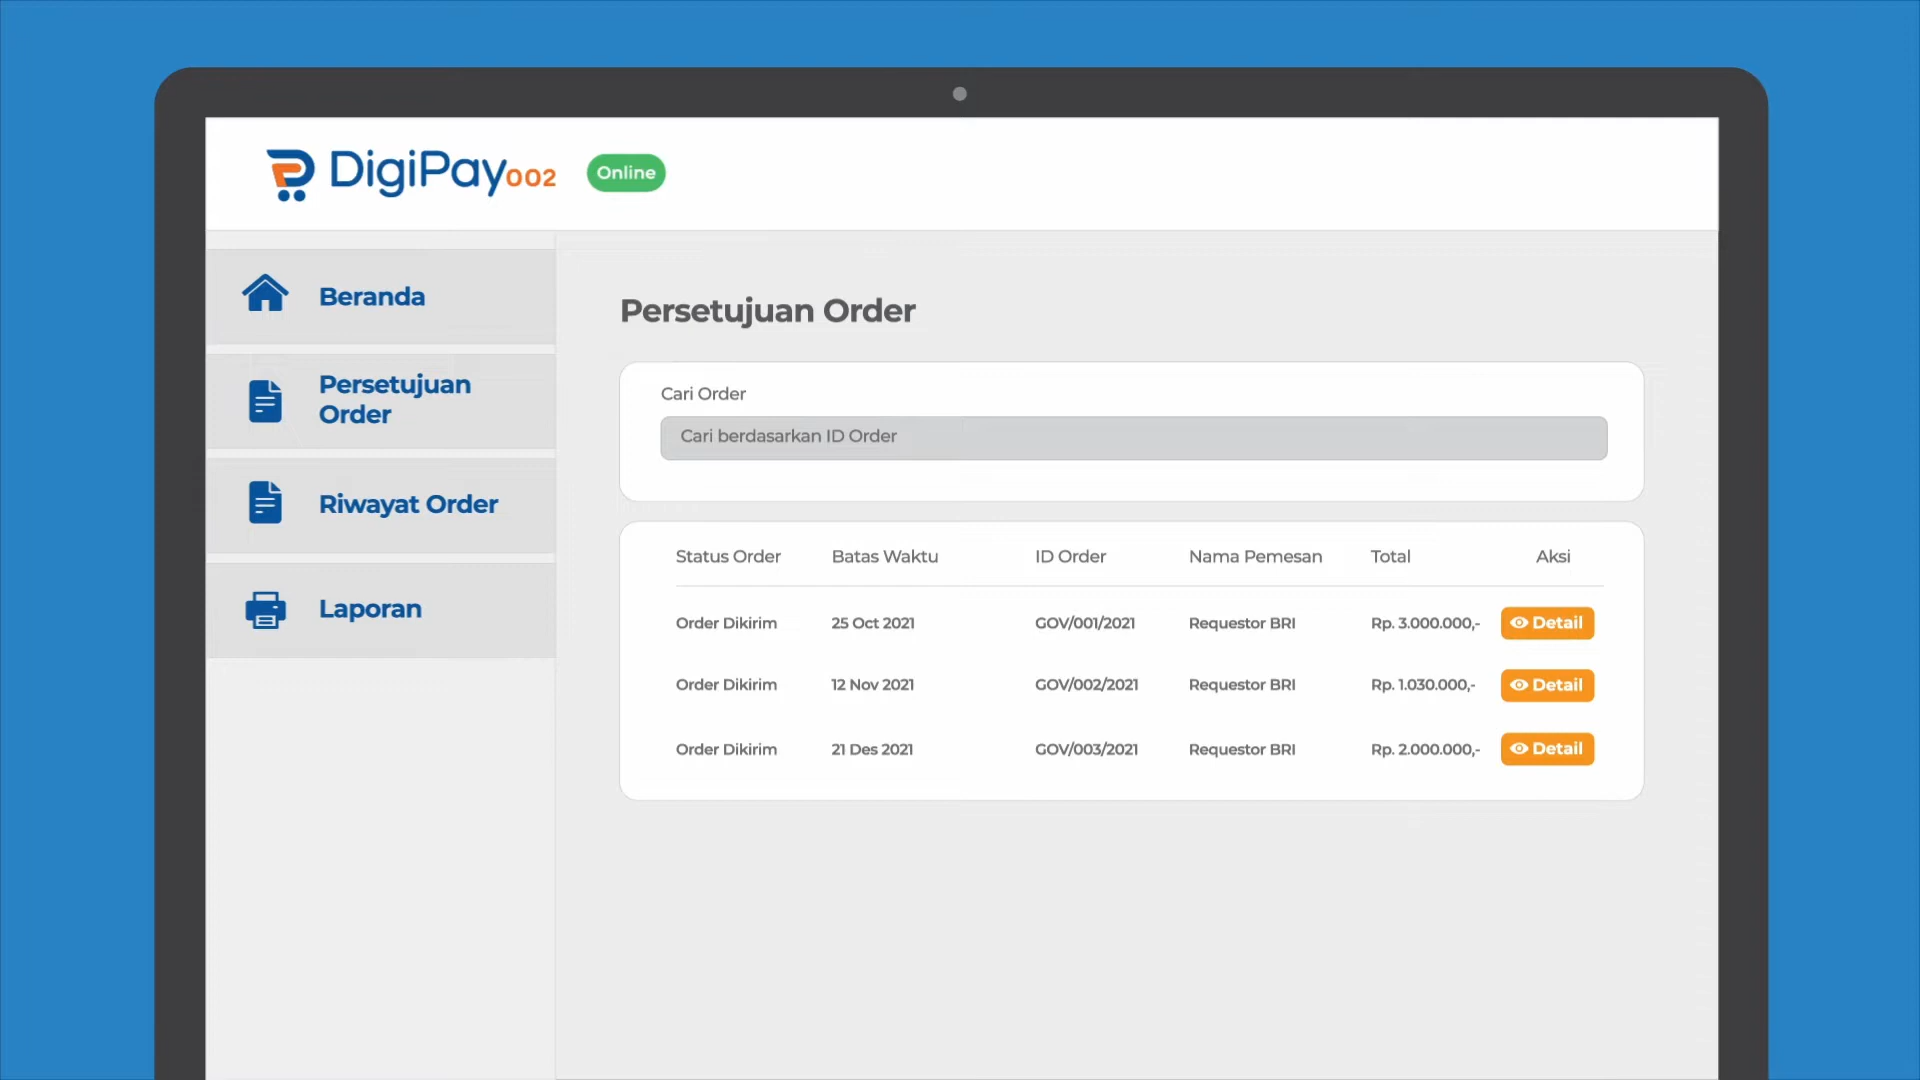 DigiPay002
Online
Beranda
Persetujuan
Order
Riwayat Order
Laporan
Persetujuan Order
Cari Order
Cari berdasarkan ID Order
Status Order Batas Waktu ID Order Nama Pemesan Total Aksi
Order Dikirim 25 Oct 2021 GOV/001/2021 Requestor BRI Rp. 3.000.000,- Detail
Order Dikirim 12 Nov 2021 GOV/002/2021 Requestor BRI Rp. 1.030.000,- Detail
Order Dikirim 21 Des 2021 GOV/003/2021 Requestor BRI Rp. 2.000.000,- Detail